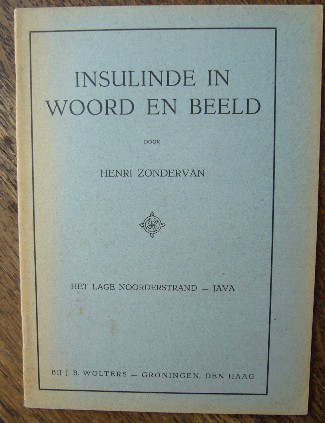 INSULINDE IN
WOORD EN BEELD
DOOR
HENRI ZONDERVAN
HET LAGE NOORDERSTRAND — JAVA
BIJ J. B. WOLTERS — GRONINGEN, DEN HAAG